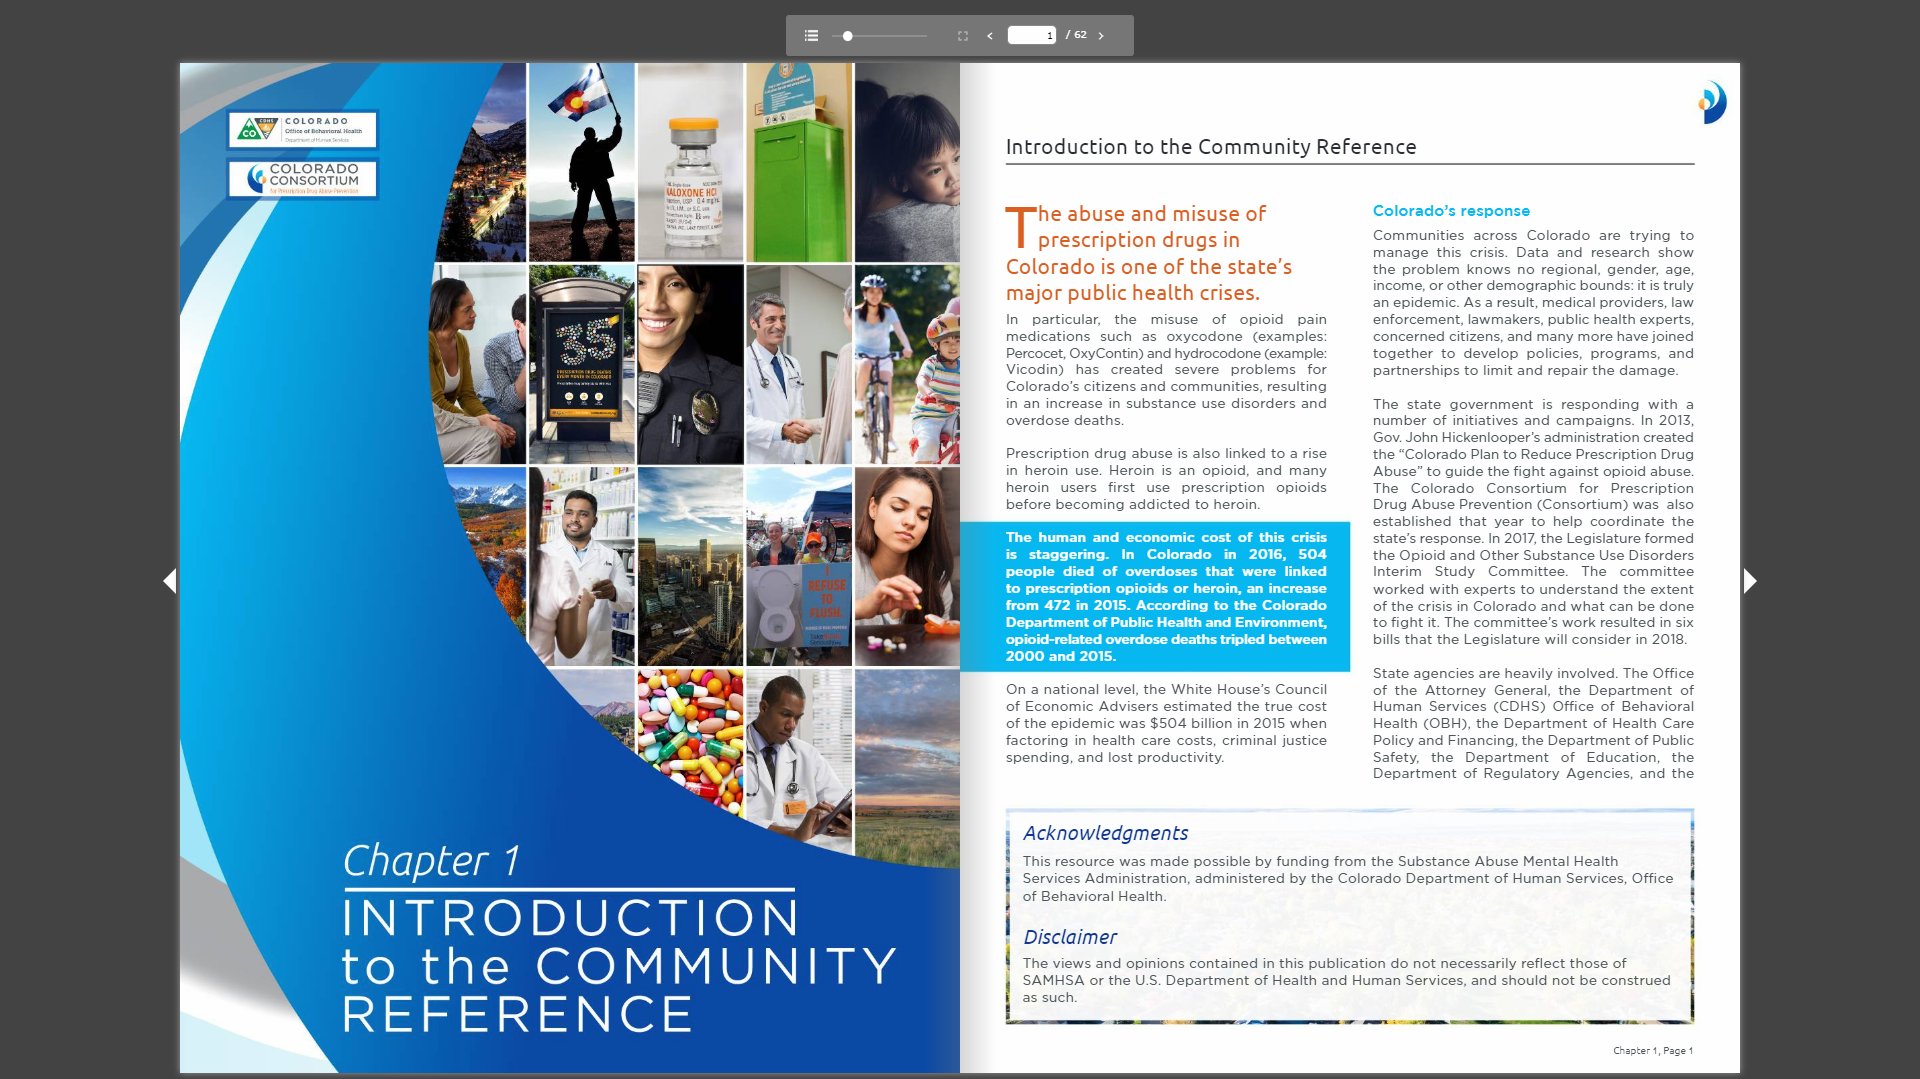 1 / 62
COLORADO
Office of Behavioral Health
Department of Human Services
CO
CDHS
COLORADO
CONSORTIUM
for Prescription Drug Abuse Prevention
NALOXONE HCl
35
PRESCRIPTION DRUG DEATHS
EVERY MONTH IN COLORADO
I
REFUSE
TO
FLUSH.
Chapter 1
INTRODUCTION
to the COMMUNITY
REFERENCE
Introduction to the Community Reference
The abuse and misuse of
prescription drugs in
Colorado is one of the state’s
major public health crises.
In particular, the misuse of opioid pain
medications such as oxycodone (examples:
Percocet, OxyContin) and hydrocodone (example:
Vicodin) has created severe problems for
Colorado’s citizens and communities, resulting
in an increase in substance use disorders and
overdose deaths.
Prescription drug abuse is also linked to a rise
in heroin use. Heroin is an opioid, and many
heroin users first use prescription opioids
before becoming addicted to heroin.
The human and economic cost of this crisis
is staggering. In Colorado in 2016, 504
people died of overdoses that were linked
to prescription opioids or heroin, an increase
from 472 in 2015. According to the Colorado
Department of Public Health and Environment,
opioid-related overdose deaths tripled between
2000 and 2015.
On a national level, the White House’s Council
of Economic Advisers estimated the true cost
of the epidemic was $504 billion in 2015 when
factoring in health care costs, criminal justice
spending, and lost productivity.
Colorado’s response
Communities across Colorado are trying to
manage this crisis. Data and research show
the problem knows no regional, gender, age,
income, or other demographic bounds: it is truly
an epidemic. As a result, medical providers, law
enforcement, lawmakers, public health experts,
concerned citizens, and many more have joined
together to develop policies, programs, and
partnerships to limit and repair the damage.
The state government is responding with a
number of initiatives and campaigns. In 2013,
Gov. John Hickenlooper’s administration created
the “Colorado Plan to Reduce Prescription Drug
Abuse” to guide the fight against opioid abuse.
The Colorado Consortium for Prescription
Drug Abuse Prevention (Consortium) was also
established that year to help coordinate the
state’s response. In 2017, the Legislature formed
the Opioid and Other Substance Use Disorders
Interim Study Committee. The committee
worked with experts to understand the extent
of the crisis in Colorado and what can be done
to fight it. The committee’s work resulted in six
bills that the Legislature will consider in 2018.
State agencies are heavily involved. The Office
of the Attorney General, the Department of
Human Services (CDHS) Office of Behavioral
Health (OBH), the Department of Health Care
Policy and Financing, the Department of Public
Safety, the Department of Education, the
Department of Regulatory Agencies, and the
Acknowledgments
This resource was made possible by funding from the Substance Abuse Mental Health
Services Administration, administered by the Colorado Department of Human Services, Office
of Behavioral Health.
Disclaimer
The views and opinions contained in this publication do not necessarily reflect those of
SAMHSA or the U.S. Department of Health and Human Services, and should not be construed
as such.
Chapter 1, Page 1